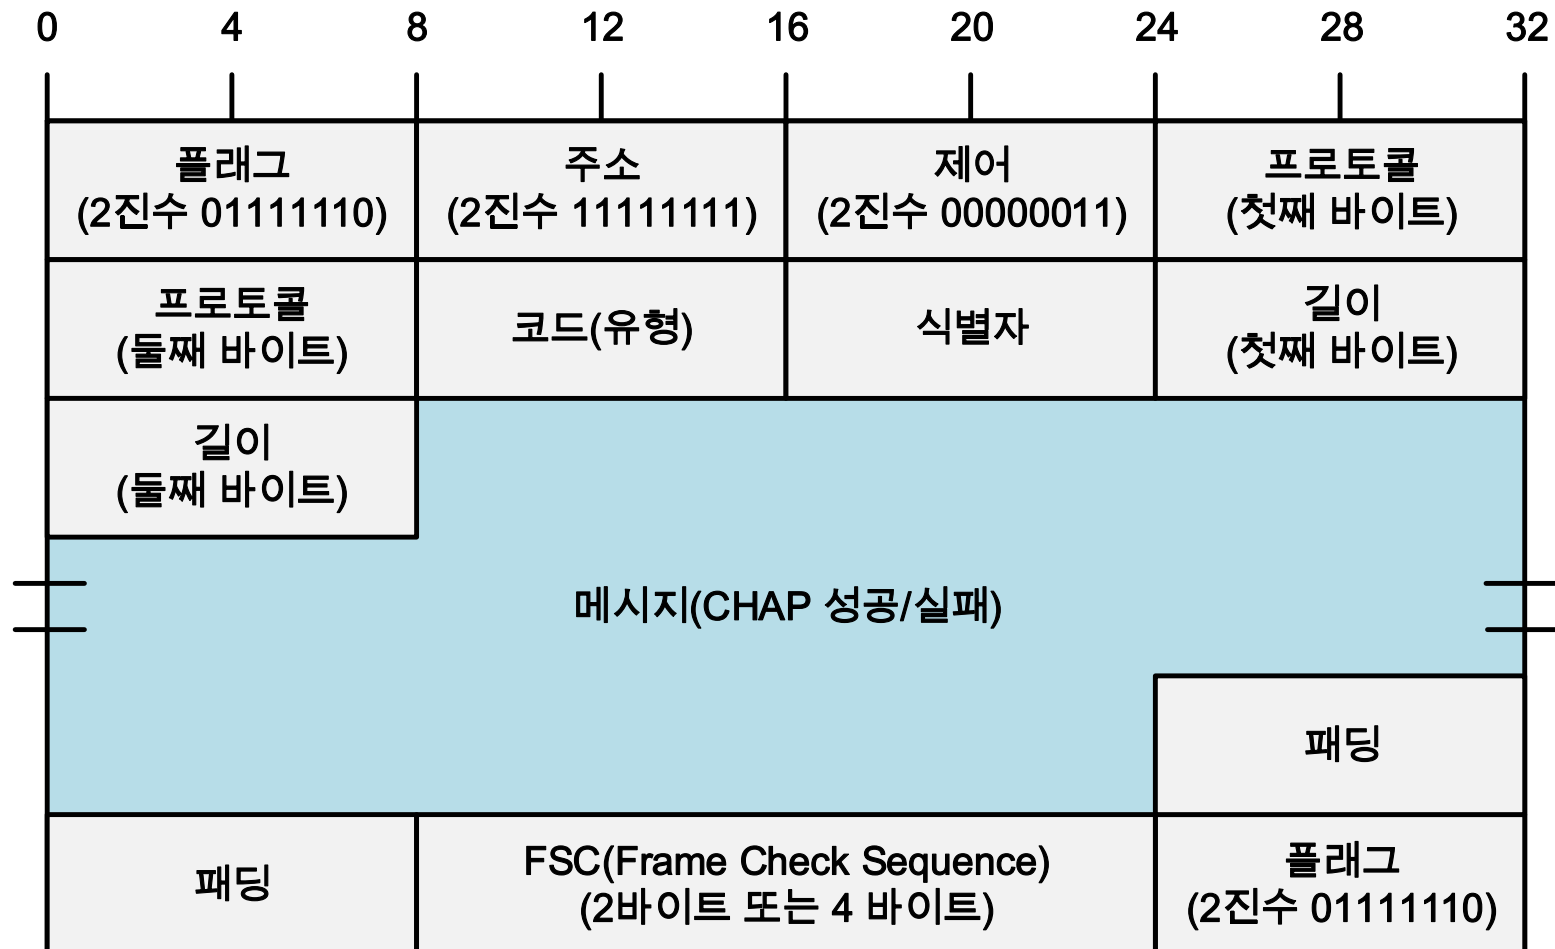 0 4 8 12 16 20 24 28 32
플래그
(2진수 01111110)
주소
(2진수 11111111)
제어
(2진수 00000011)
프로토콜
(첫째 바이트)
프로토콜
(둘째 바이트)
코드(유형)
식별자
길이
(첫째 바이트)
길이
(둘째 바이트)
메시지(CHAP 성공/실패)
패딩
패딩
FSC(Frame Check Sequence)
(2바이트 또는 4 바이트)
플래그
(2진수 01111110)